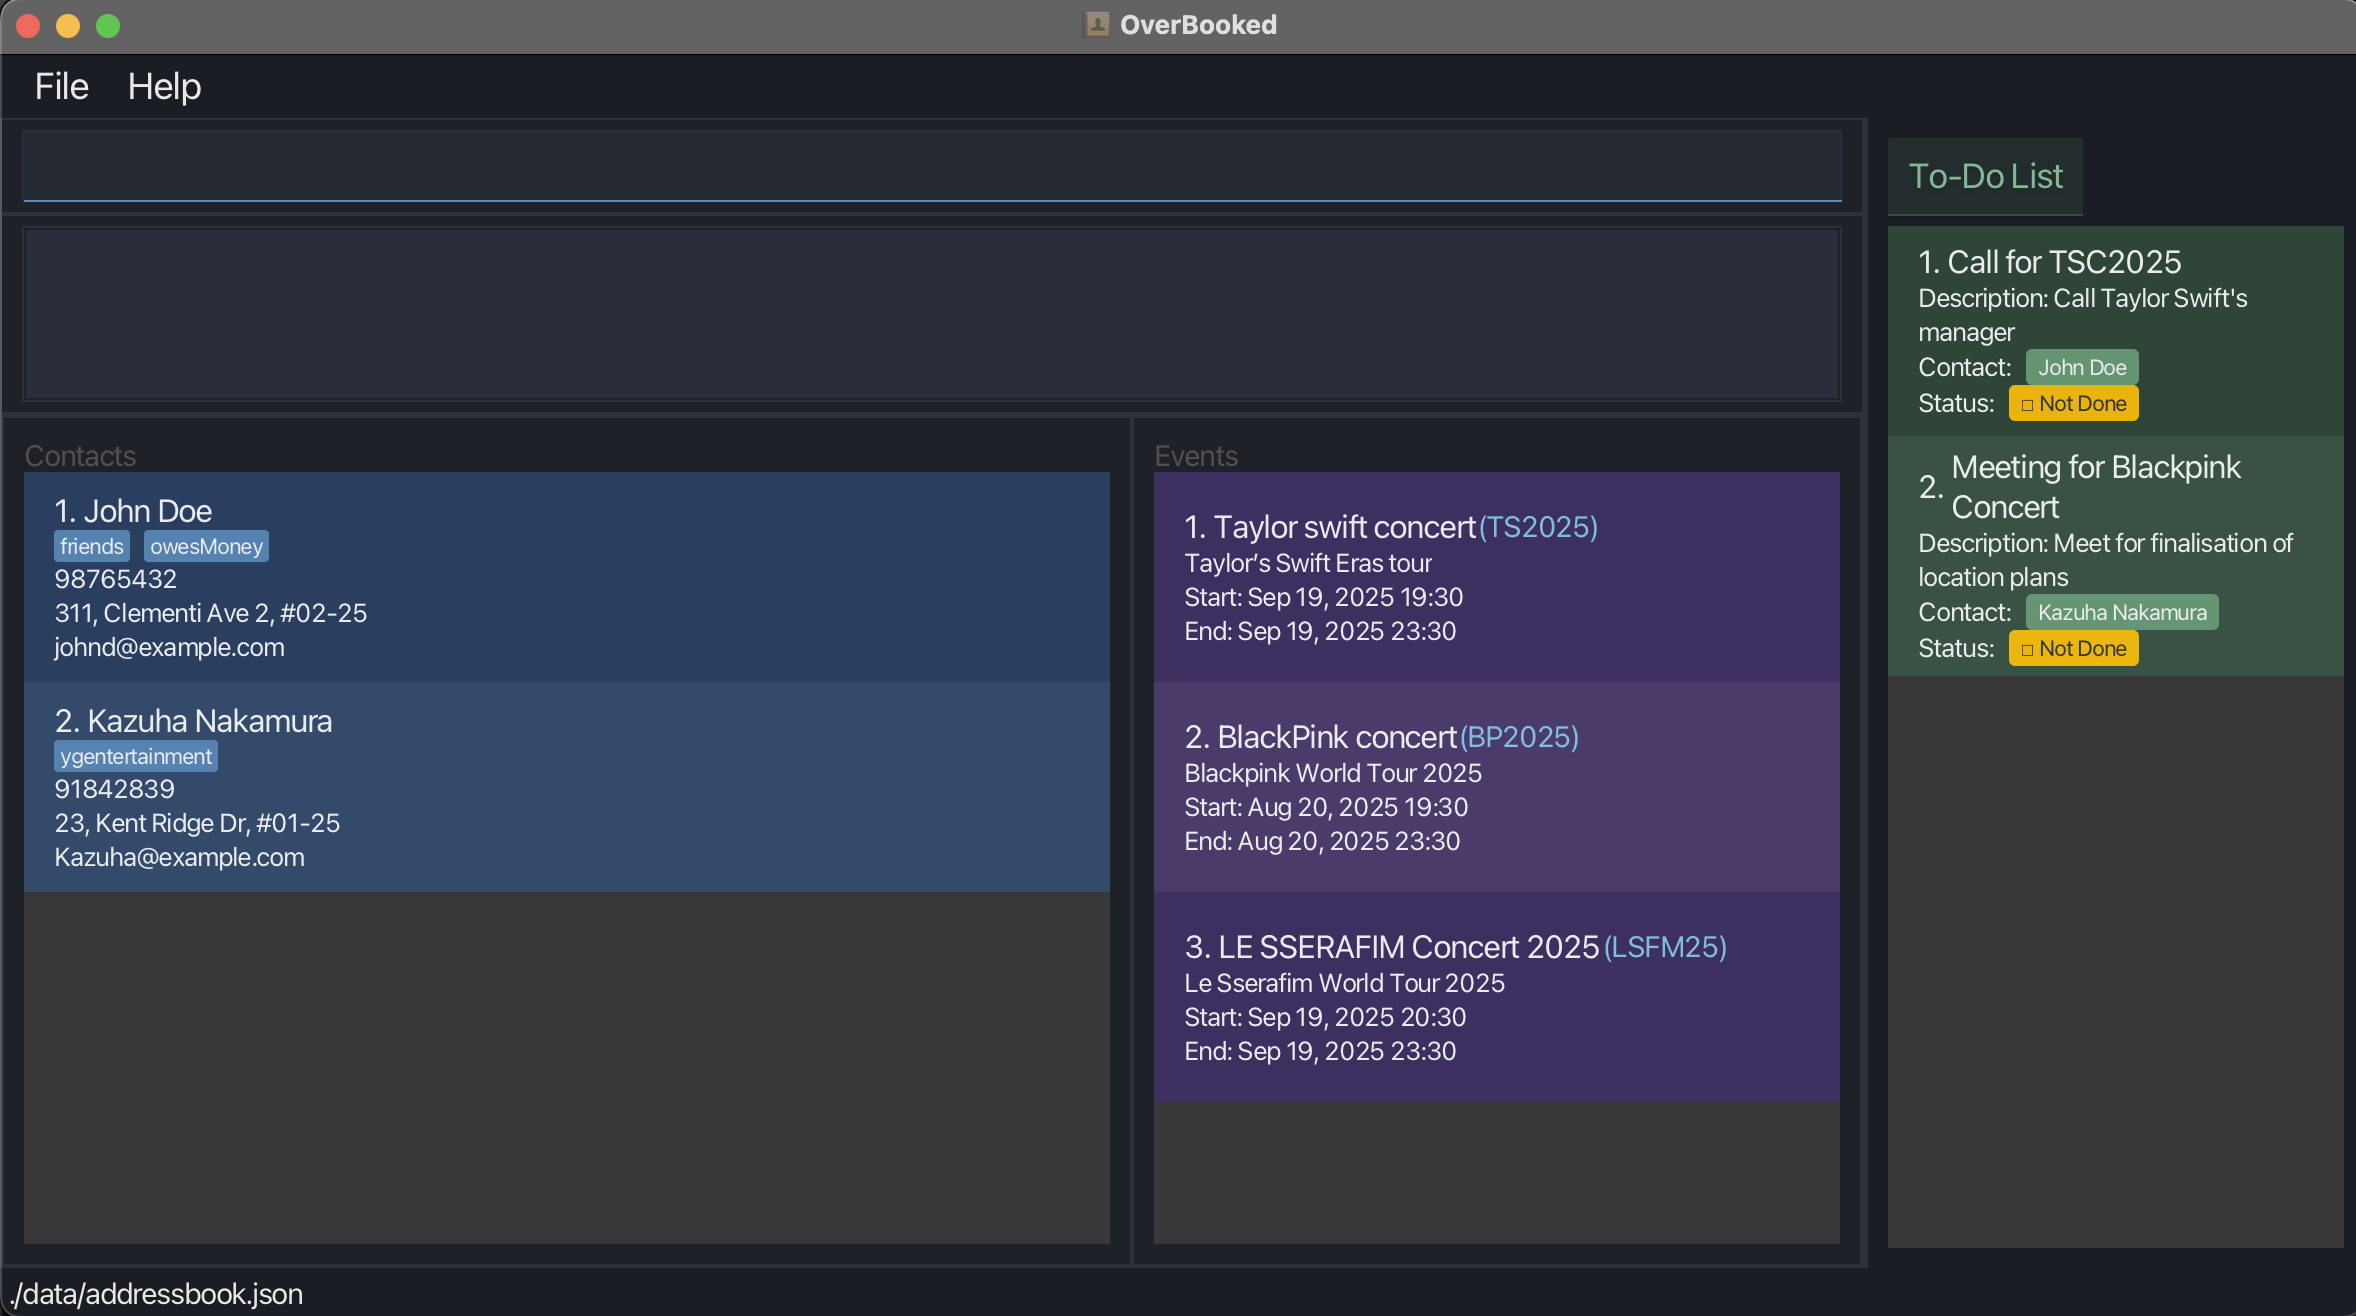 OverBooked
File Help
To-Do List
1. Call for TSC2025
Description: Call Taylor Swift's
manager
Contact: John Doe
Status: □ Not Done
2. Meeting for Blackpink
Concert
Description: Meet for finalisation of
location plans
Contact: Kazuha Nakamura
Status: □ Not Done
Contacts
1. John Doe
friends owesMoney
98765432
311, Clementi Ave 2, #02-25
johnd@example.com
2. Kazuha Nakamura
ygentertainment
91842839
23, Kent Ridge Dr, #01-25
Kazuha@example.com
Events
1. Taylor swift concert(TS2025)
Taylor’s Swift Eras tour
Start: Sep 19, 2025 19:30
End: Sep 19, 2025 23:30
2. BlackPink concert(BP2025)
Blackpink World Tour 2025
Start: Aug 20, 2025 19:30
End: Aug 20, 2025 23:30
3. LE SSERAFIM Concert 2025(LSFM25)
Le Sserafim World Tour 2025
Start: Sep 19, 2025 20:30
End: Sep 19, 2025 23:30
./data/addressbook.json